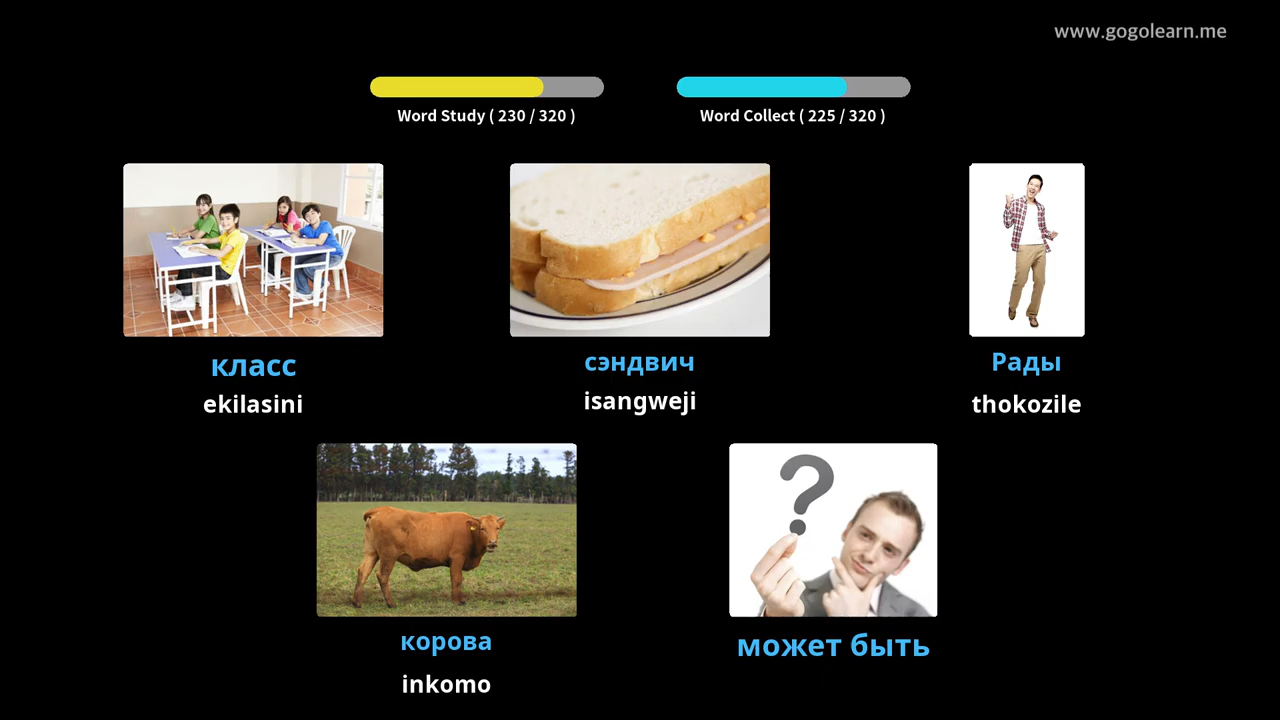 www.gogolearn.me
Word Study ( 230 / 320 )
Word Collect ( 225 / 320 )
класс
ekilasini
сэндвич
isangweji
Рады
thokozile
корова
inkomo
может быть